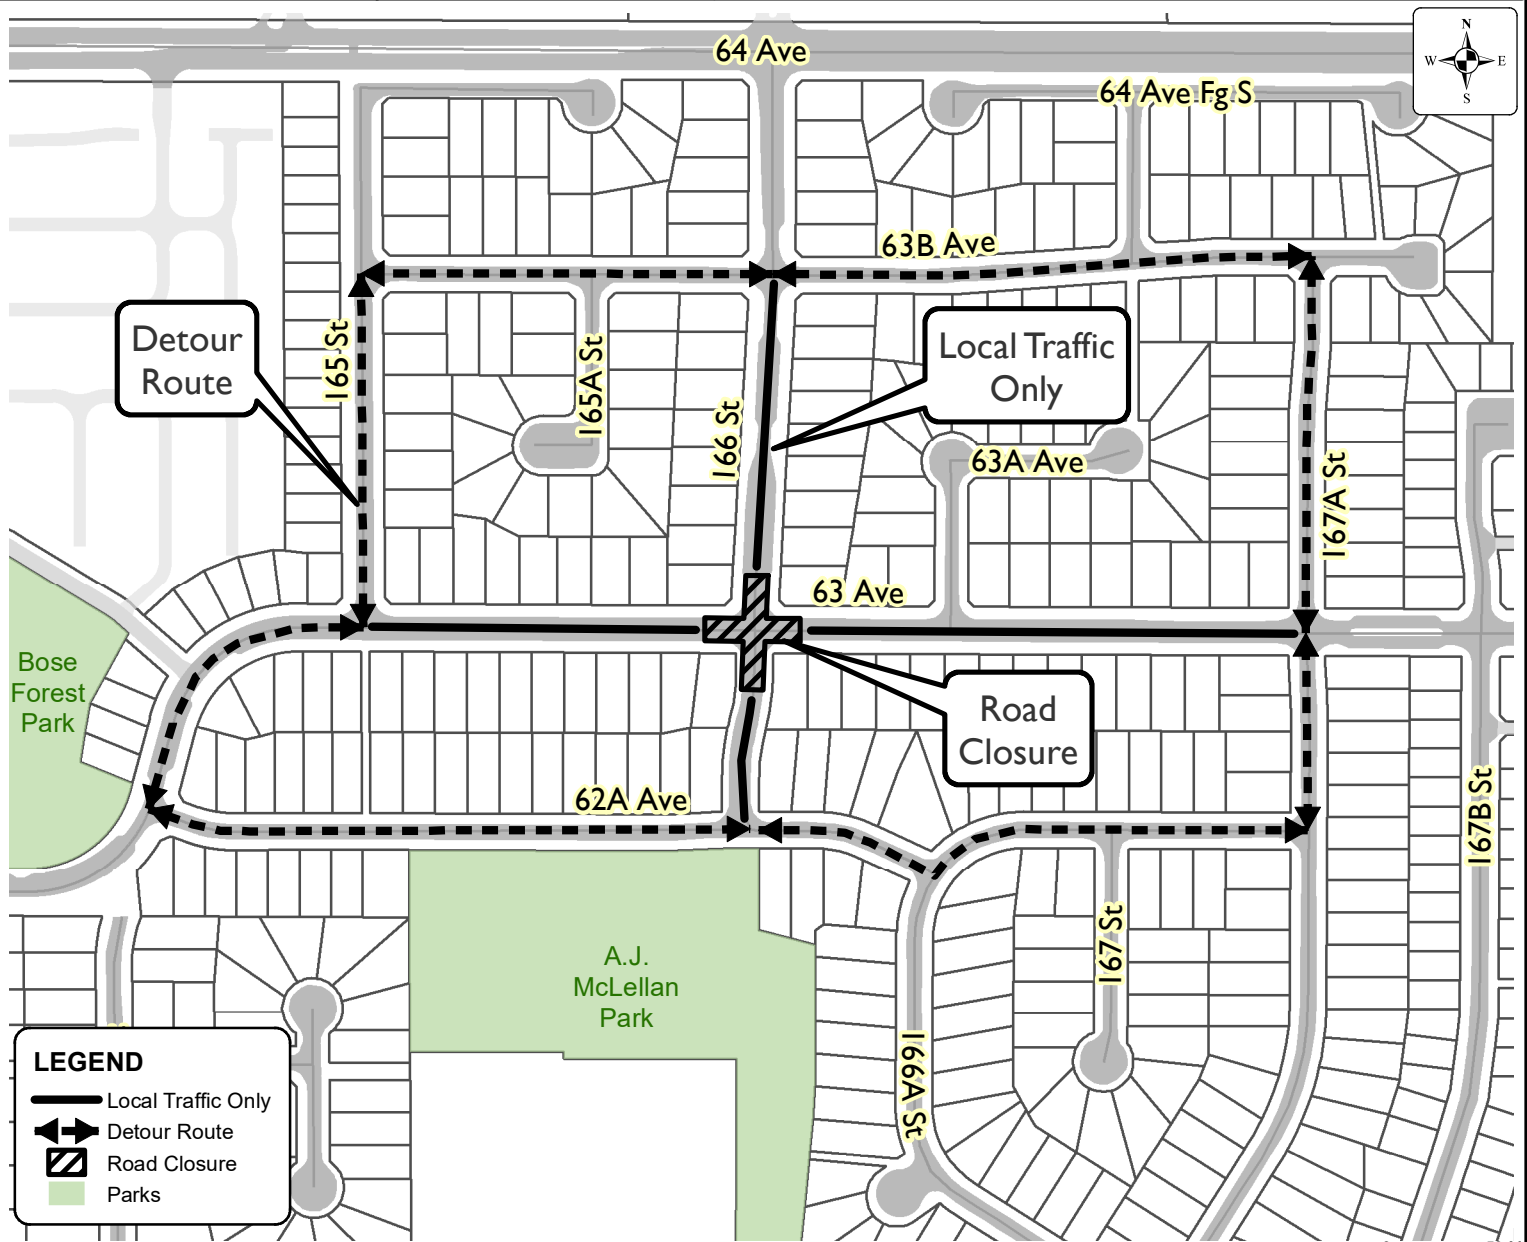 N
W E
S
64 Ave
64 Ave Fg S
63B Ave
Detour
Route
165 St
165A St
166 St
Local Traffic
Only
63A Ave
167A St
63 Ave
Bose
Forest
Park
Road
Closure
62A Ave
167B St
A.J.
McLellan
Park
167 St
166A St
LEGEND
Local Traffic Only
Detour Route
Road Closure
Parks